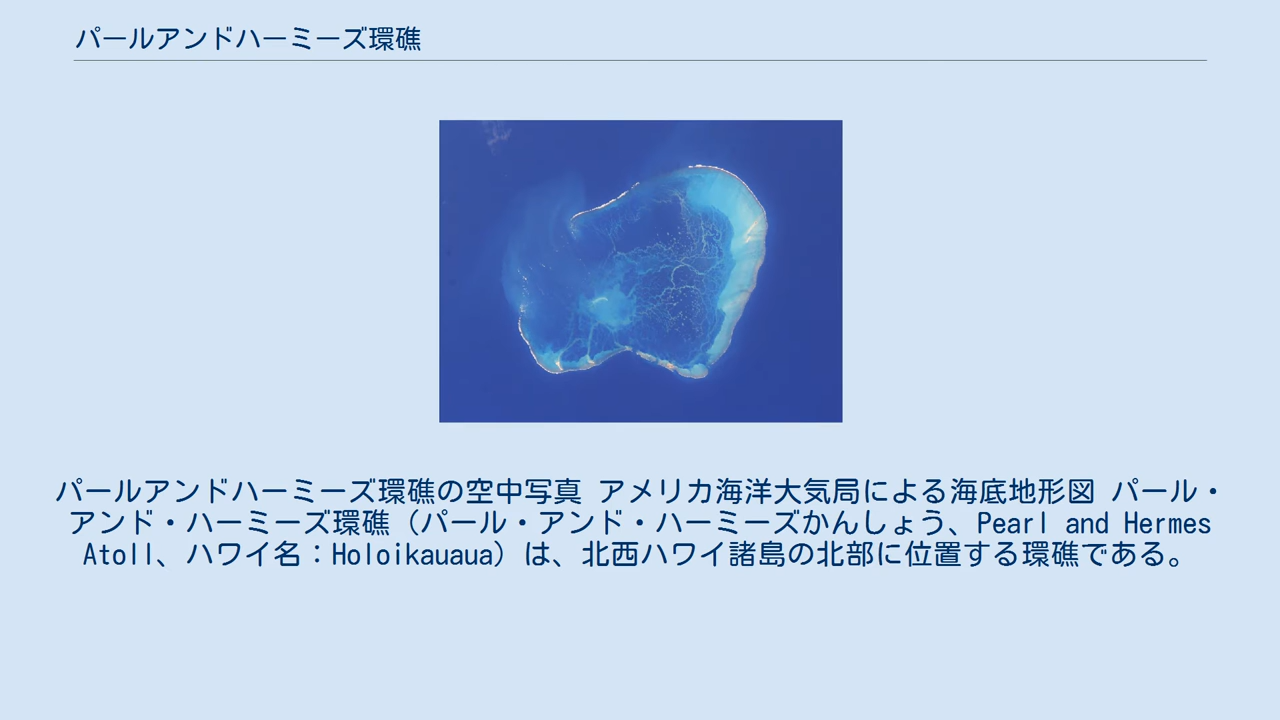 パールアンドハーミーズ環礁
パールアンドハーミーズ環礁の空中写真 アメリカ海洋大気局による海底地形図 パール・
アンド・ハーミーズ環礁（パール・アンド・ハーミーズかんしょう、Pearl and Hermes
Atoll、ハワイ名：Holoikauaua）は、北西ハワイ諸島の北部に位置する環礁である。